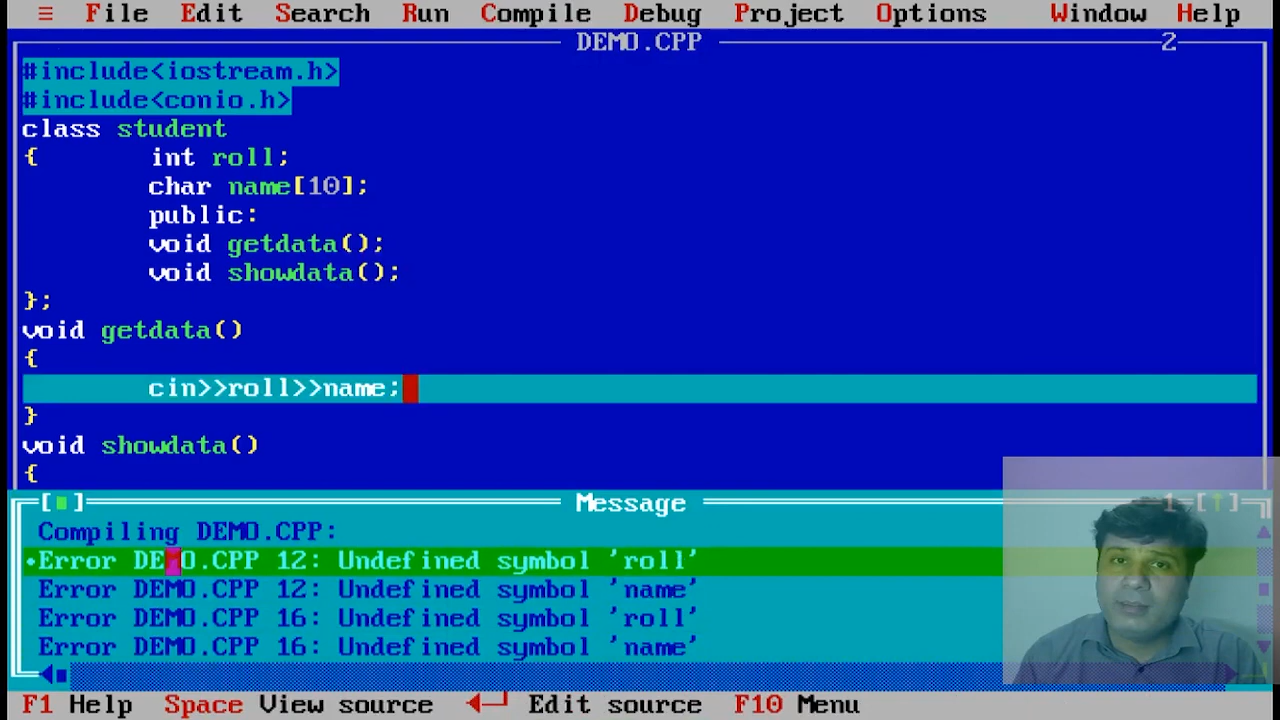 ≡ File Edit Search Run Compile Debug Project Options Window Help
DEMO.CPP 2
#include<iostream.h>
#include<conio.h>
class student
{ int roll;
char name[10];
public:
void getdata();
void showdata();
};
void getdata()
{
cin>>roll>>name;
}
void showdata()
{
[■] Message 1 [↑]
Compiling DEMO.CPP:
•Error DEMO.CPP 12: Undefined symbol 'roll'
Error DEMO.CPP 12: Undefined symbol 'name'
Error DEMO.CPP 16: Undefined symbol 'roll'
Error DEMO.CPP 16: Undefined symbol 'name'
F1 Help Space View source ◄─┘ Edit source F10 Menu